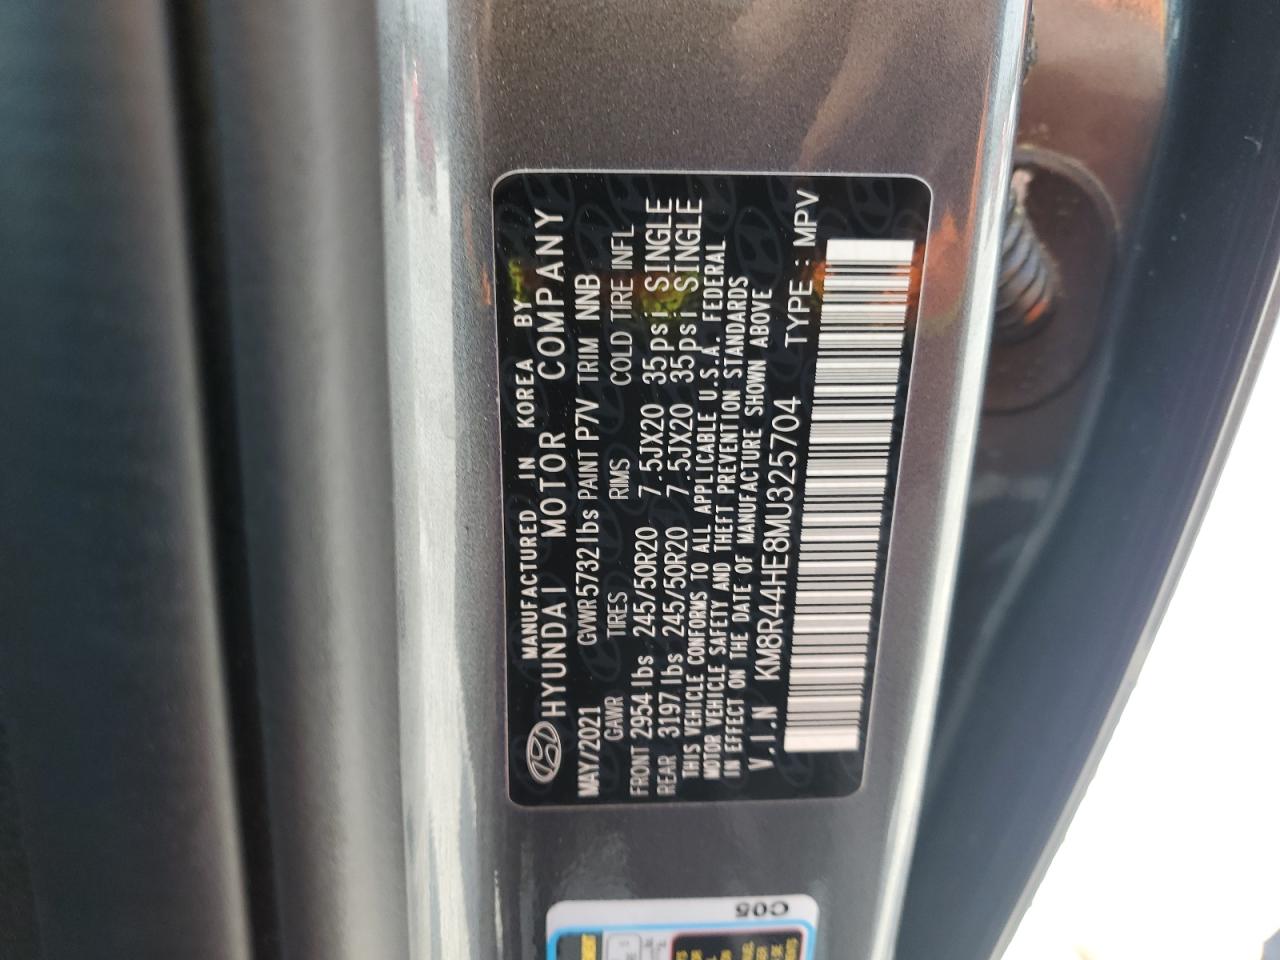 MANUFACTURED IN KOREA BY
HYUNDAI MOTOR COMPANY
MAY/2021 GVWR 5732 lbs PAINT P7V TRIM NNB
GAWR TIRES RIMS COLD TIRE INFL
FRONT 2954 lbs 245/50R20 7.5JX20 35psi SINGLE
REAR 3197 lbs 245/50R20 7.5JX20 35psi SINGLE
THIS VEHICLE CONFORMS TO ALL APPLICABLE U.S.A. FEDERAL
MOTOR VEHICLE SAFETY AND THEFT PREVENTION STANDARDS
IN EFFECT ON THE DATE OF MANUFACTURE SHOWN ABOVE
V.I.N KM8R44HE8MU325704 TYPE : MPV
C05